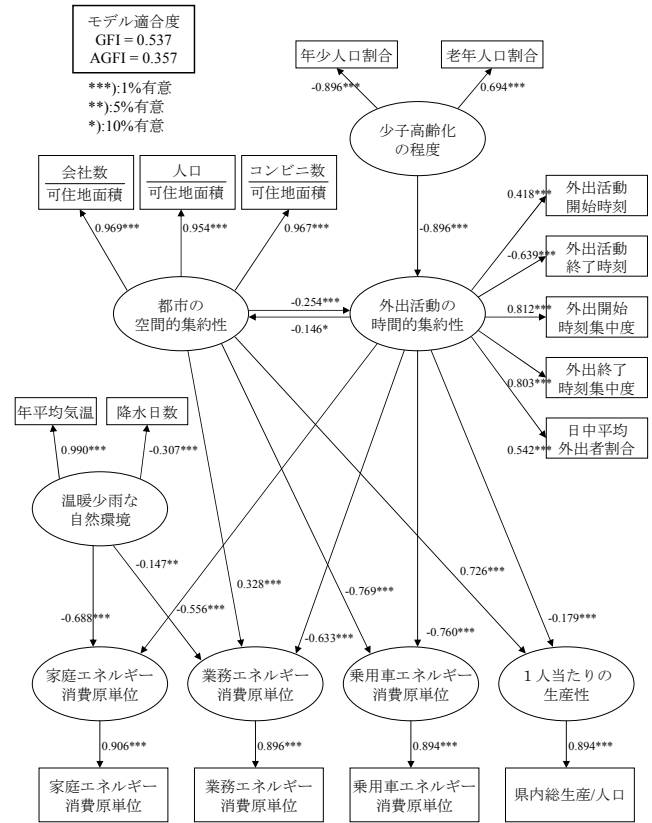 モデル適合度
GFI = 0.537
AGFI = 0.357
***):1%有意
**):5%有意
*):10%有意
年少人口割合
老年人口割合
-0.896***
0.694***
少子高齢化
の程度
会社数
可住地面積
人口
可住地面積
コンビニ数
可住地面積
0.969***
0.954***
0.967***
-0.896***
0.418***
外出活動
開始時刻
-0.639***
外出活動
終了時刻
0.812***
外出開始
時刻集中度
0.803***
外出終了
時刻集中度
0.542***
日中平均
外出者割合
都市の
空間的集約性
-0.254***
-0.146*
外出活動の
時間的集約性
年平均気温
降水日数
0.990***
-0.307***
温暖少雨な
自然環境
-0.147**
-0.688***
-0.556***
0.328***
-0.769***
-0.633***
-0.760***
0.726***
-0.179***
家庭エネルギー
消費原単位
業務エネルギー
消費原単位
乗用車エネルギー
消費原単位
1人当たりの
生産性
0.906***
0.896***
0.894***
0.894***
家庭エネルギー
消費原単位
業務エネルギー
消費原単位
乗用車エネルギー
消費原単位
県内総生産/人口